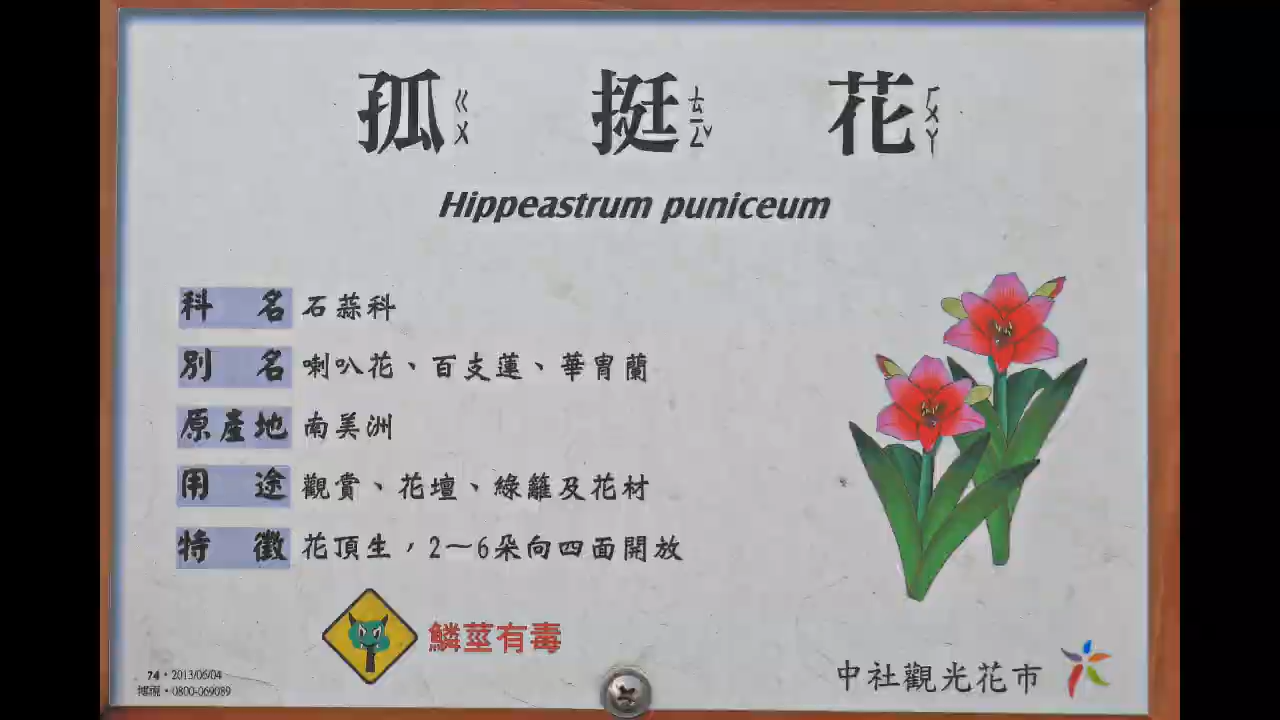 孤ㄍㄨ 挺ㄊㄧㄥˇ 花ㄏㄨㄚ
Hippeastrum puniceum
科名 石蒜科
別名 喇叭花、百支蓮、華胄蘭
原產地 南美洲
用途 觀賞、花壇、綠籬及花材
特徵 花頂生，2～6朵向四面開放
鱗莖有毒
74・2013/06/04
・0800-069089
中社觀光花市